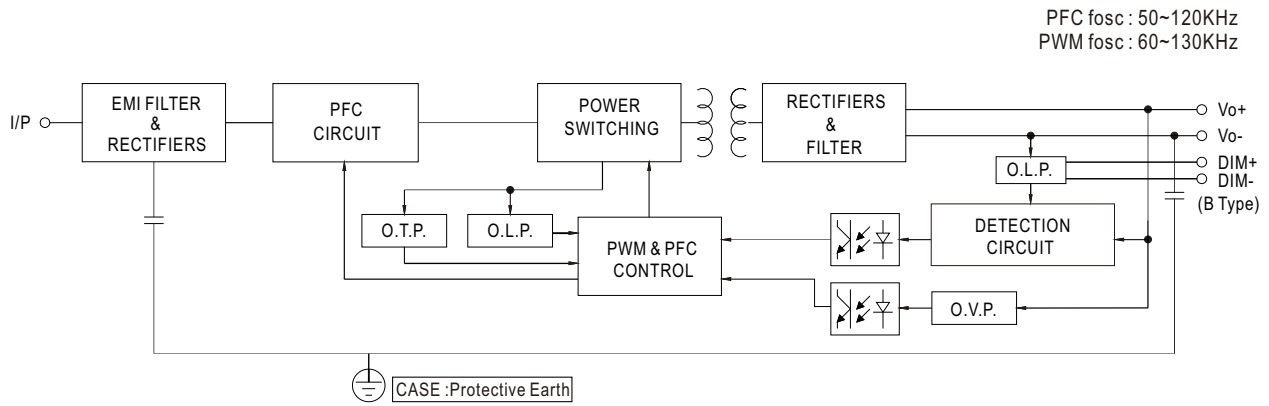 PFC fosc : 50~120KHz
PWM fosc : 60~130KHz
I/P
EMI FILTER
&
RECTIFIERS
PFC
CIRCUIT
POWER
SWITCHING
RECTIFIERS
&
FILTER
Vo+
Vo-
DIM+
DIM-
(B Type)
O.L.P.
O.T.P.
O.L.P.
PWM & PFC
CONTROL
DETECTION
CIRCUIT
O.V.P.
CASE :Protective Earth